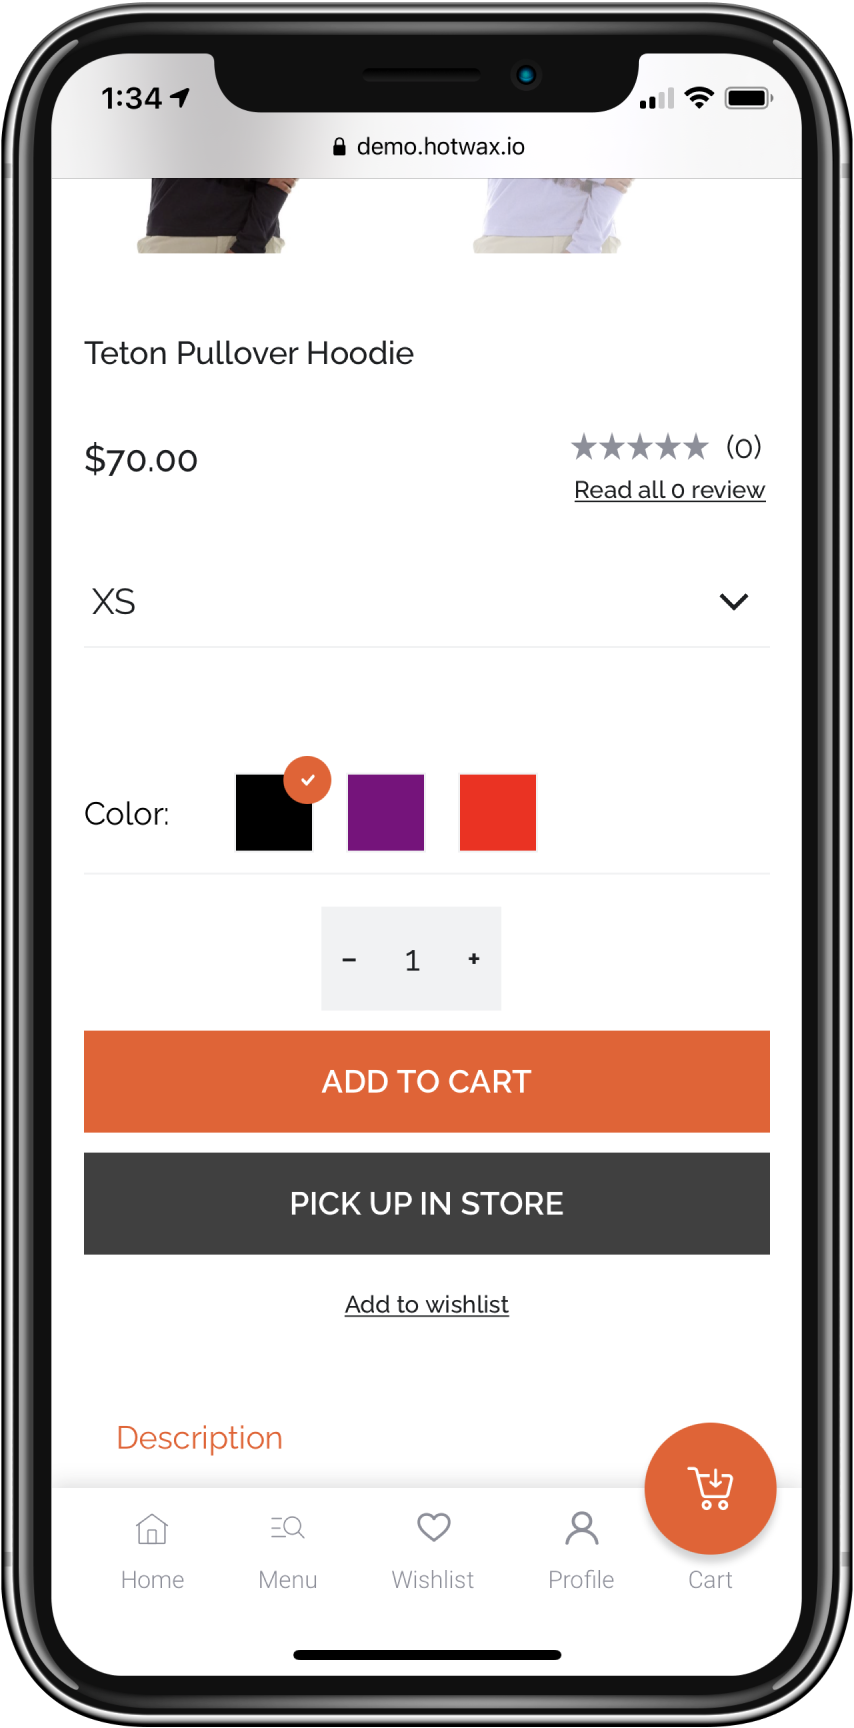 1:34
demo.hotwax.io
Teton Pullover Hoodie
$70.00
(0)
Read all 0 review
XS
Color:
- 1 +
ADD TO CART
PICK UP IN STORE
Add to wishlist
Description
Home Menu Wishlist Profile Cart